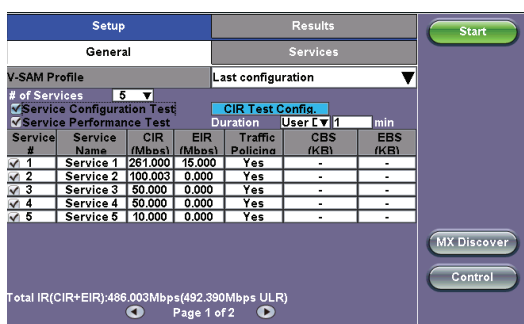 Setup Results Start
General Services
V-SAM Profile Last configuration
# of Services 5
Service Configuration Test CIR Test Config.
Service Performance Test Duration User D 1 min
Service # Service Name CIR (Mbps) EIR (Mbps) Traffic Policing CBS (KB) EBS (KB)
1 Service 1 261.000 15.000 Yes - -
2 Service 2 100.003 0.000 Yes - -
3 Service 3 50.000 0.000 Yes - -
4 Service 4 50.000 0.000 Yes - -
5 Service 5 10.000 0.000 Yes - -
MX Discover
Control
Total IR(CIR+EIR):486.003Mbps(492.390Mbps ULR)
Page 1 of 2